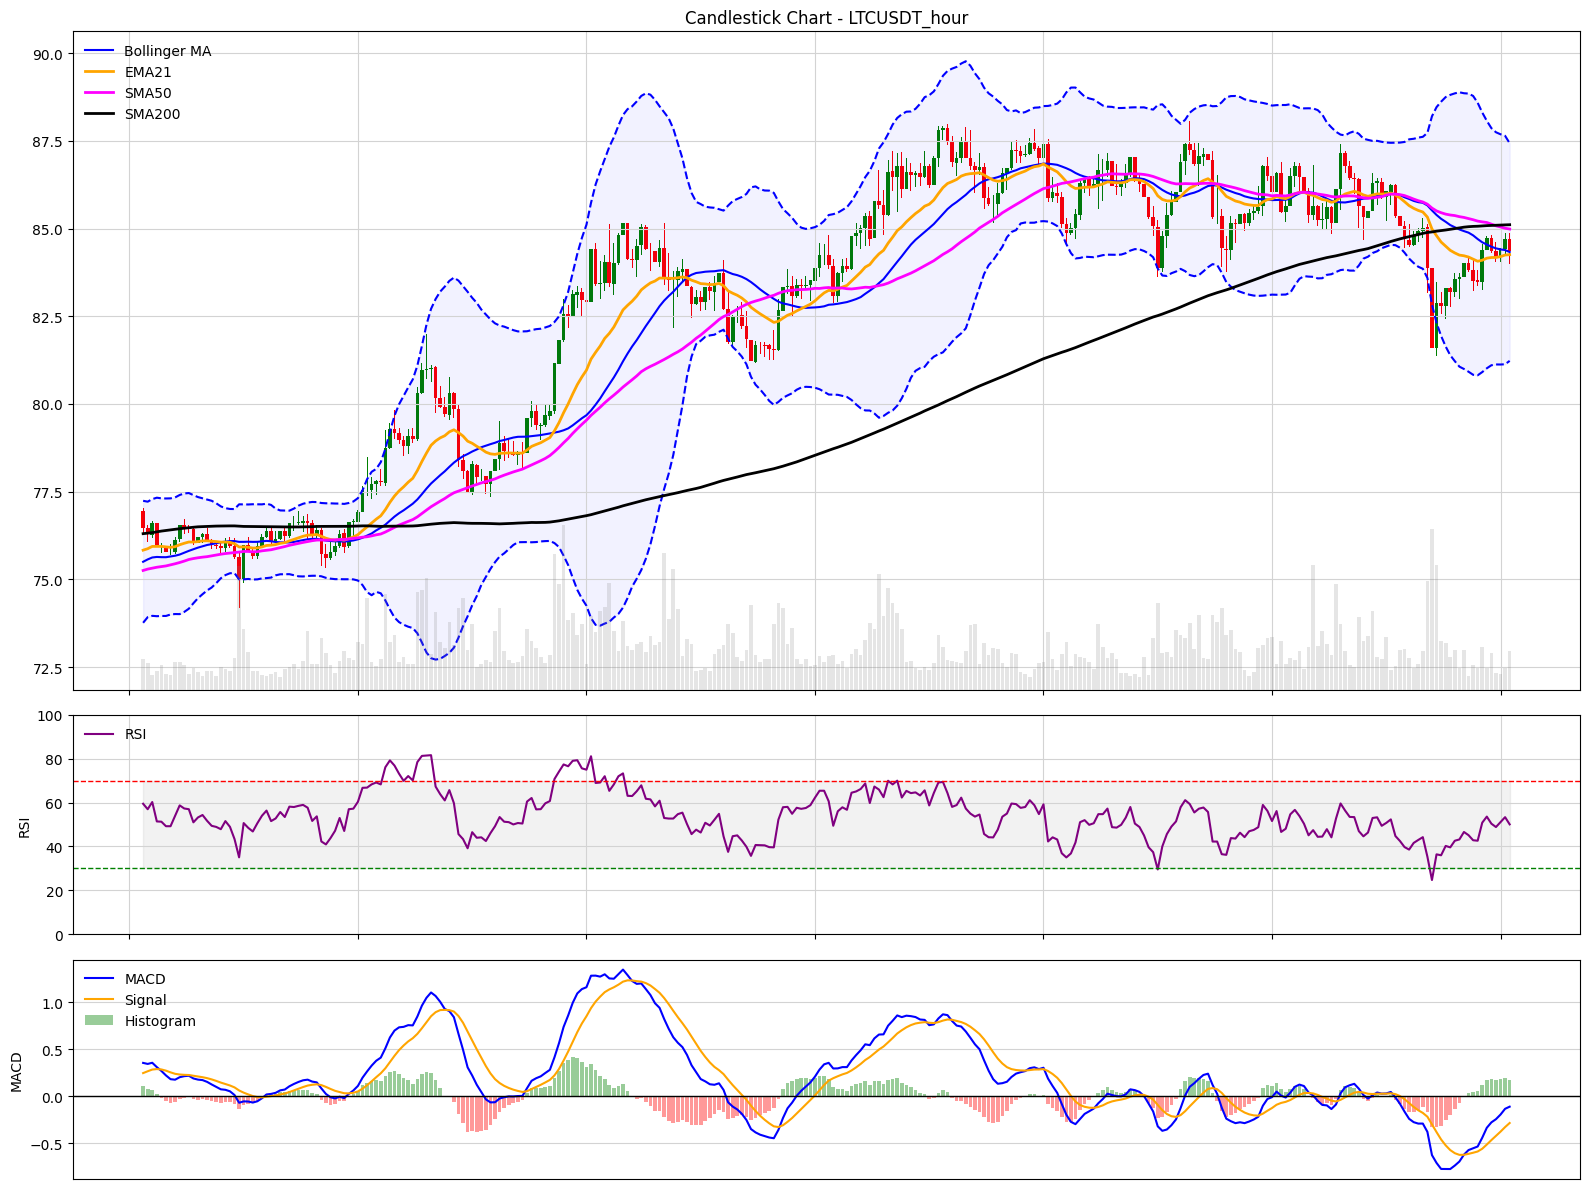 Candlestick Chart - LTCUSDT_hour
Bollinger MA
EMA21
SMA50
SMA200
90.0
87.5
85.0
82.5
80.0
77.5
75.0
72.5
RSI
RSI
100
80
60
40
20
0
MACD
Signal
Histogram
MACD
1.0
0.5
0.0
−0.5